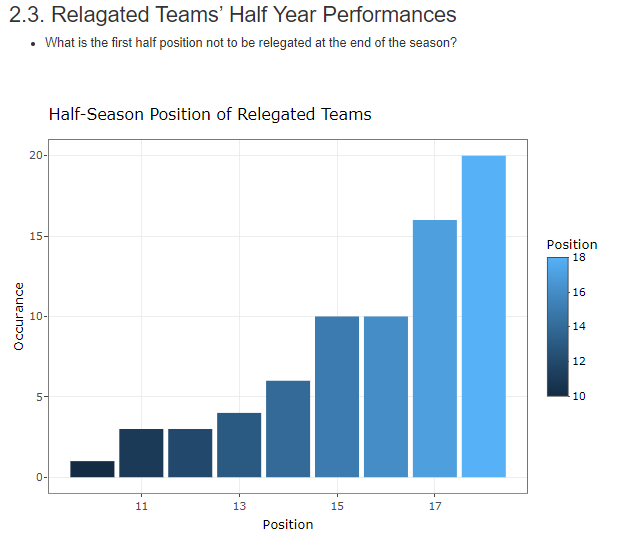 2.3. Relagated Teams’ Half Year Performances
• What is the first half position not to be relegated at the end of the season?
Half-Season Position of Relegated Teams
20
15
10
5
0
Occurance
11 13 15 17
Position
Position
18
16
14
12
10